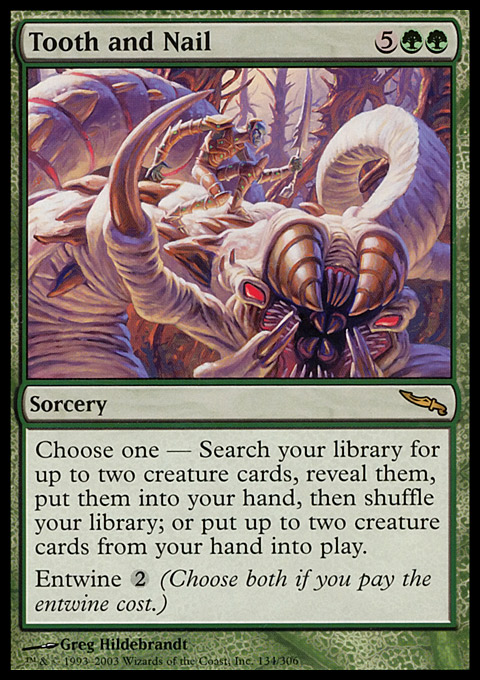 Tooth and Nail 5
Sorcery
Choose one — Search your library for
up to two creature cards, reveal them,
put them into your hand, then shuffle
your library; or put up to two creature
cards from your hand into play.
Entwine 2 (Choose both if you pay the
entwine cost.)
Greg Hildebrandt
™ & © 1993–2003 Wizards of the Coast, Inc. 134/306